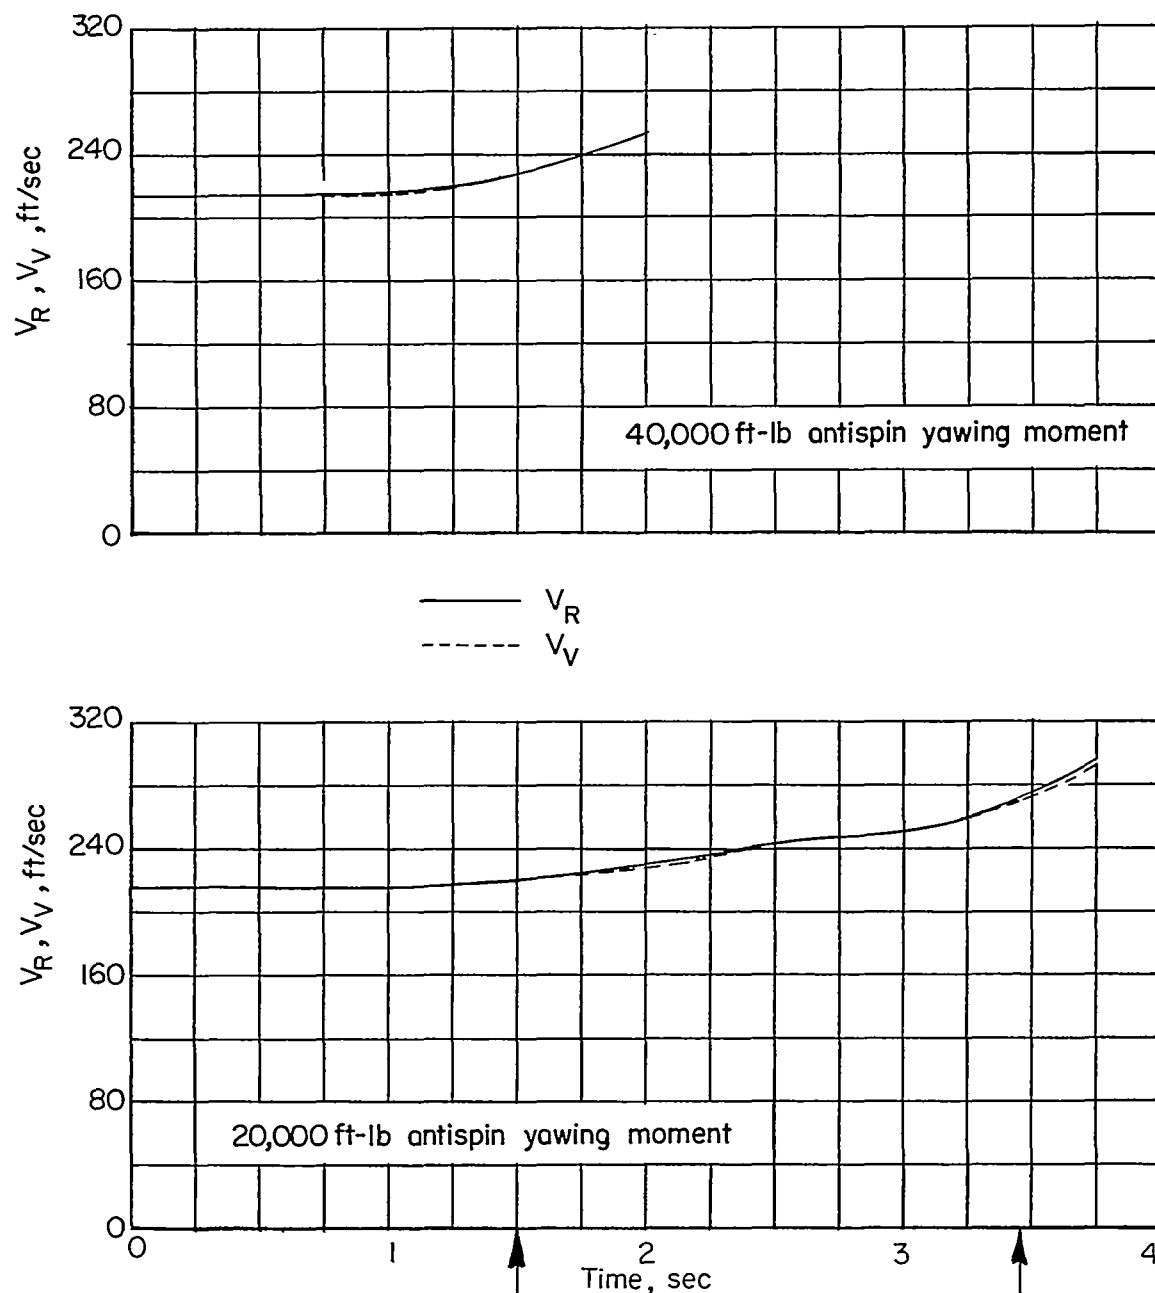 320
240
160
80
0
V_R , V_V , ft/sec
40,000 ft-lb antispin yawing moment
V_R
V_V
320
240
160
80
0
V_R , V_V , ft/sec
20,000 ft-lb antispin yawing moment
0 1 2 3 4
Time, sec